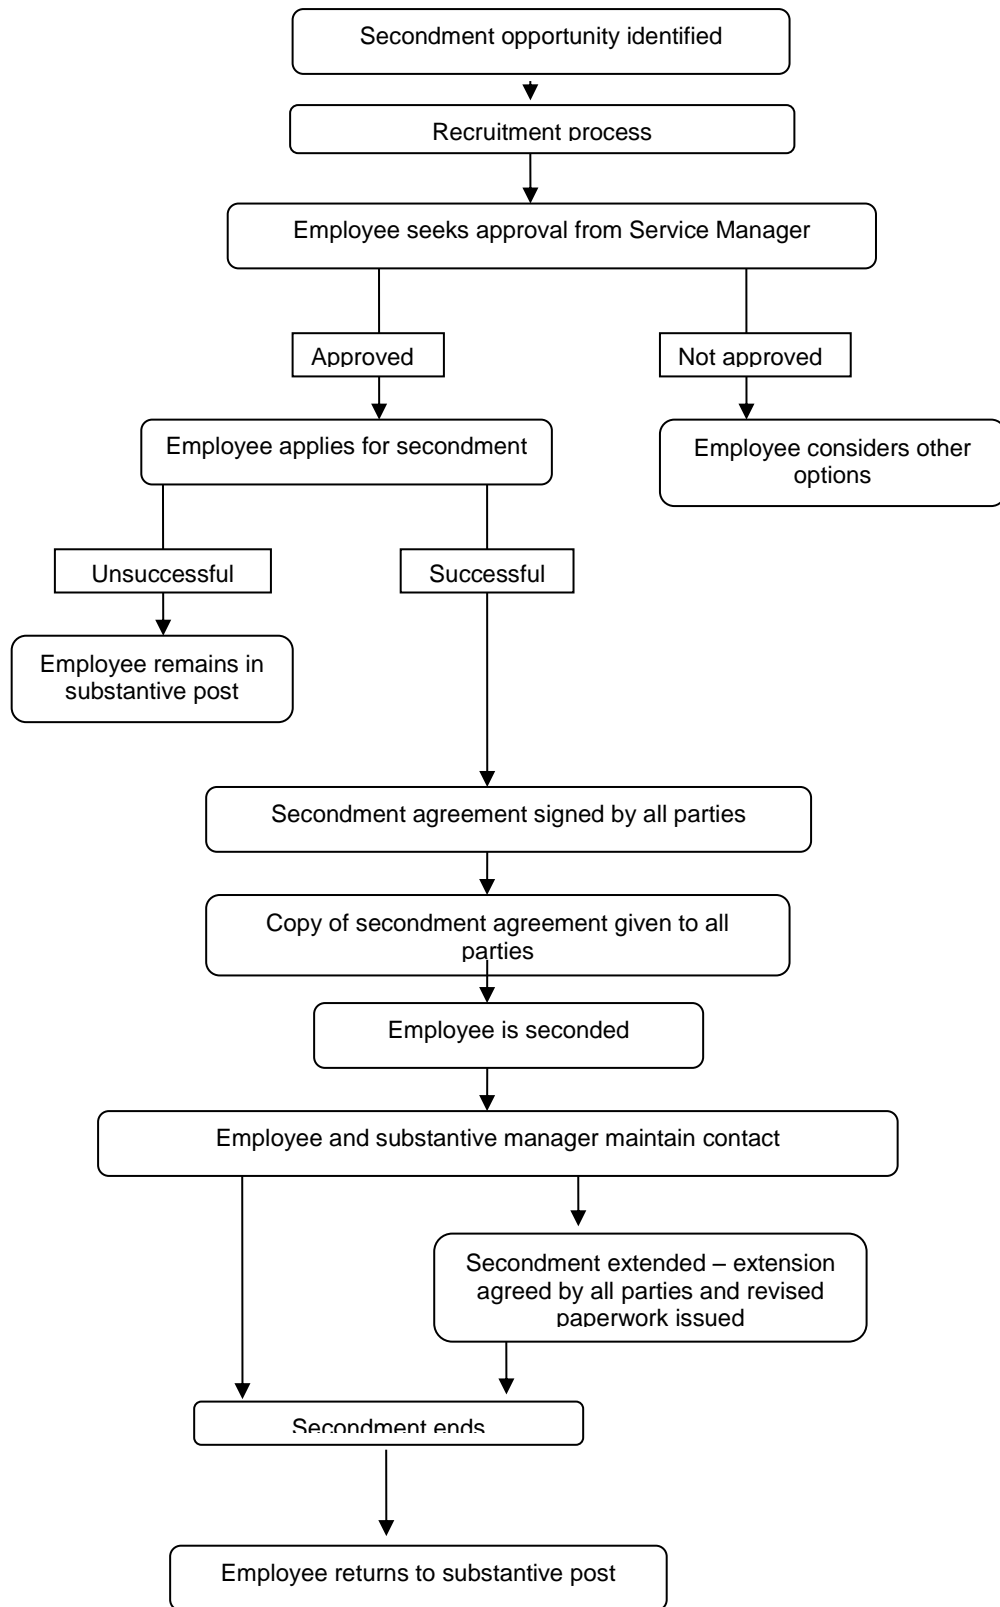 Secondment opportunity identified
Recruitment process
Employee seeks approval from Service Manager
Approved
Not approved
Employee applies for secondment
Employee considers other
options
Unsuccessful
Successful
Employee remains in
substantive post
Secondment agreement signed by all parties
Copy of secondment agreement given to all
parties
Employee is seconded
Employee and substantive manager maintain contact
Secondment extended – extension
agreed by all parties and revised
paperwork issued
Secondment ends
Employee returns to substantive post